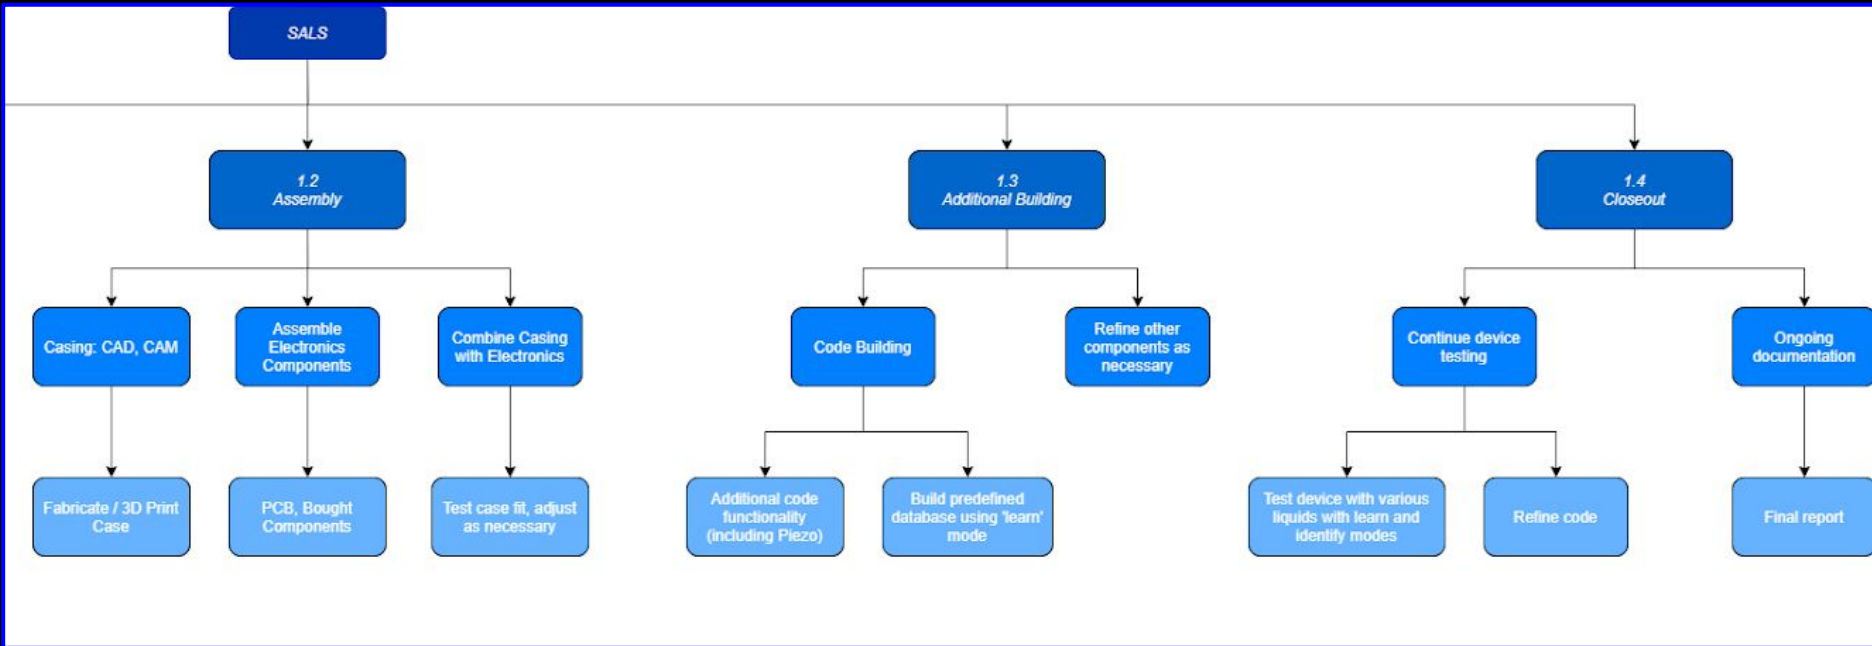 SALS
1.2
Assembly
1.3
Additional Building
1.4
Closeout
Casing: CAD, CAM
Assemble
Electronics
Components
Combine Casing
with Electronics
Code Building
Refine other
components as
necessary
Continue device
testing
Ongoing
documentation
Fabricate / 3D Print
Case
PCB, Bought
Components
Test case fit, adjust
as necessary
Additional code
functionality
(including Piezo)
Build predefined
database using 'learn'
mode
Test device with various
liquids with learn and
identify modes
Refine code
Final report